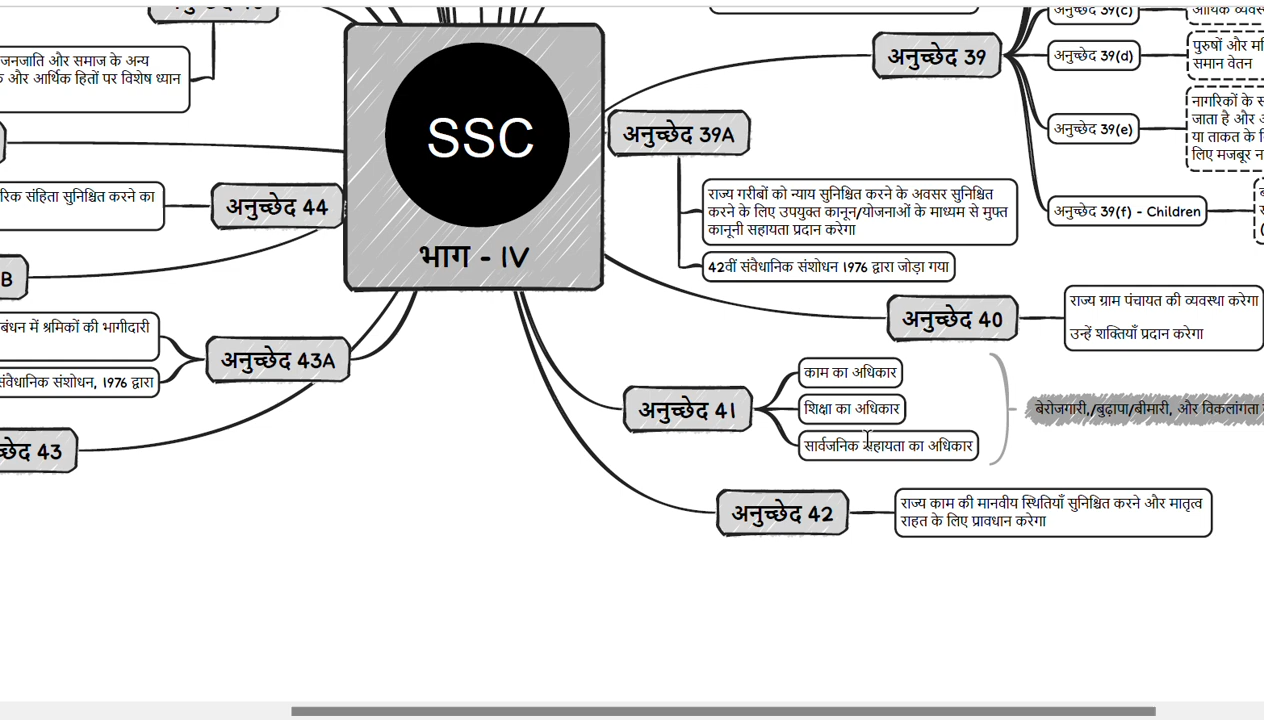 जनजाति और समाज के अन्य
और आर्थिक हितों पर विशेष ध्यान
संहिता सुनिश्चित करने का
अनुच्छेद 44
B
में श्रमिकों की भागीदारी
संवैधानिक संशोधन, 1976 द्वारा
अनुच्छेद 43A
43
SSC
भाग - IV
अनुच्छेद 39
अनुच्छेद 39(c)
अनुच्छेद 39(d)
पुरुषों और
समान वेतन
अनुच्छेद 39(e)
नागरिकों के
जाता है और
या ताकत के
लिए मजबूर
अनुच्छेद 39(f) - Children
अनुच्छेद 39A
राज्य गरीबों को न्याय सुनिश्चित करने के अवसर सुनिश्चित
करने के लिए उपयुक्त कानून/योजनाओं के माध्यम से मुफ्त
कानूनी सहायता प्रदान करेगा
42वीं संवैधानिक संशोधन 1976 द्वारा जोड़ा गया
अनुच्छेद 40
राज्य ग्राम पंचायत की व्यवस्था करेगा
उन्हें शक्तियाँ प्रदान करेगा
अनुच्छेद 41
काम का अधिकार
शिक्षा का अधिकार
सार्वजनिक सहायता का अधिकार
बेरोजगारी,/बुढ़ापा/बीमारी, और विकलांगता
अनुच्छेद 42
राज्य काम की मानवीय स्थितियाँ सुनिश्चित करने और मातृत्व
राहत के लिए प्रावधान करेगा